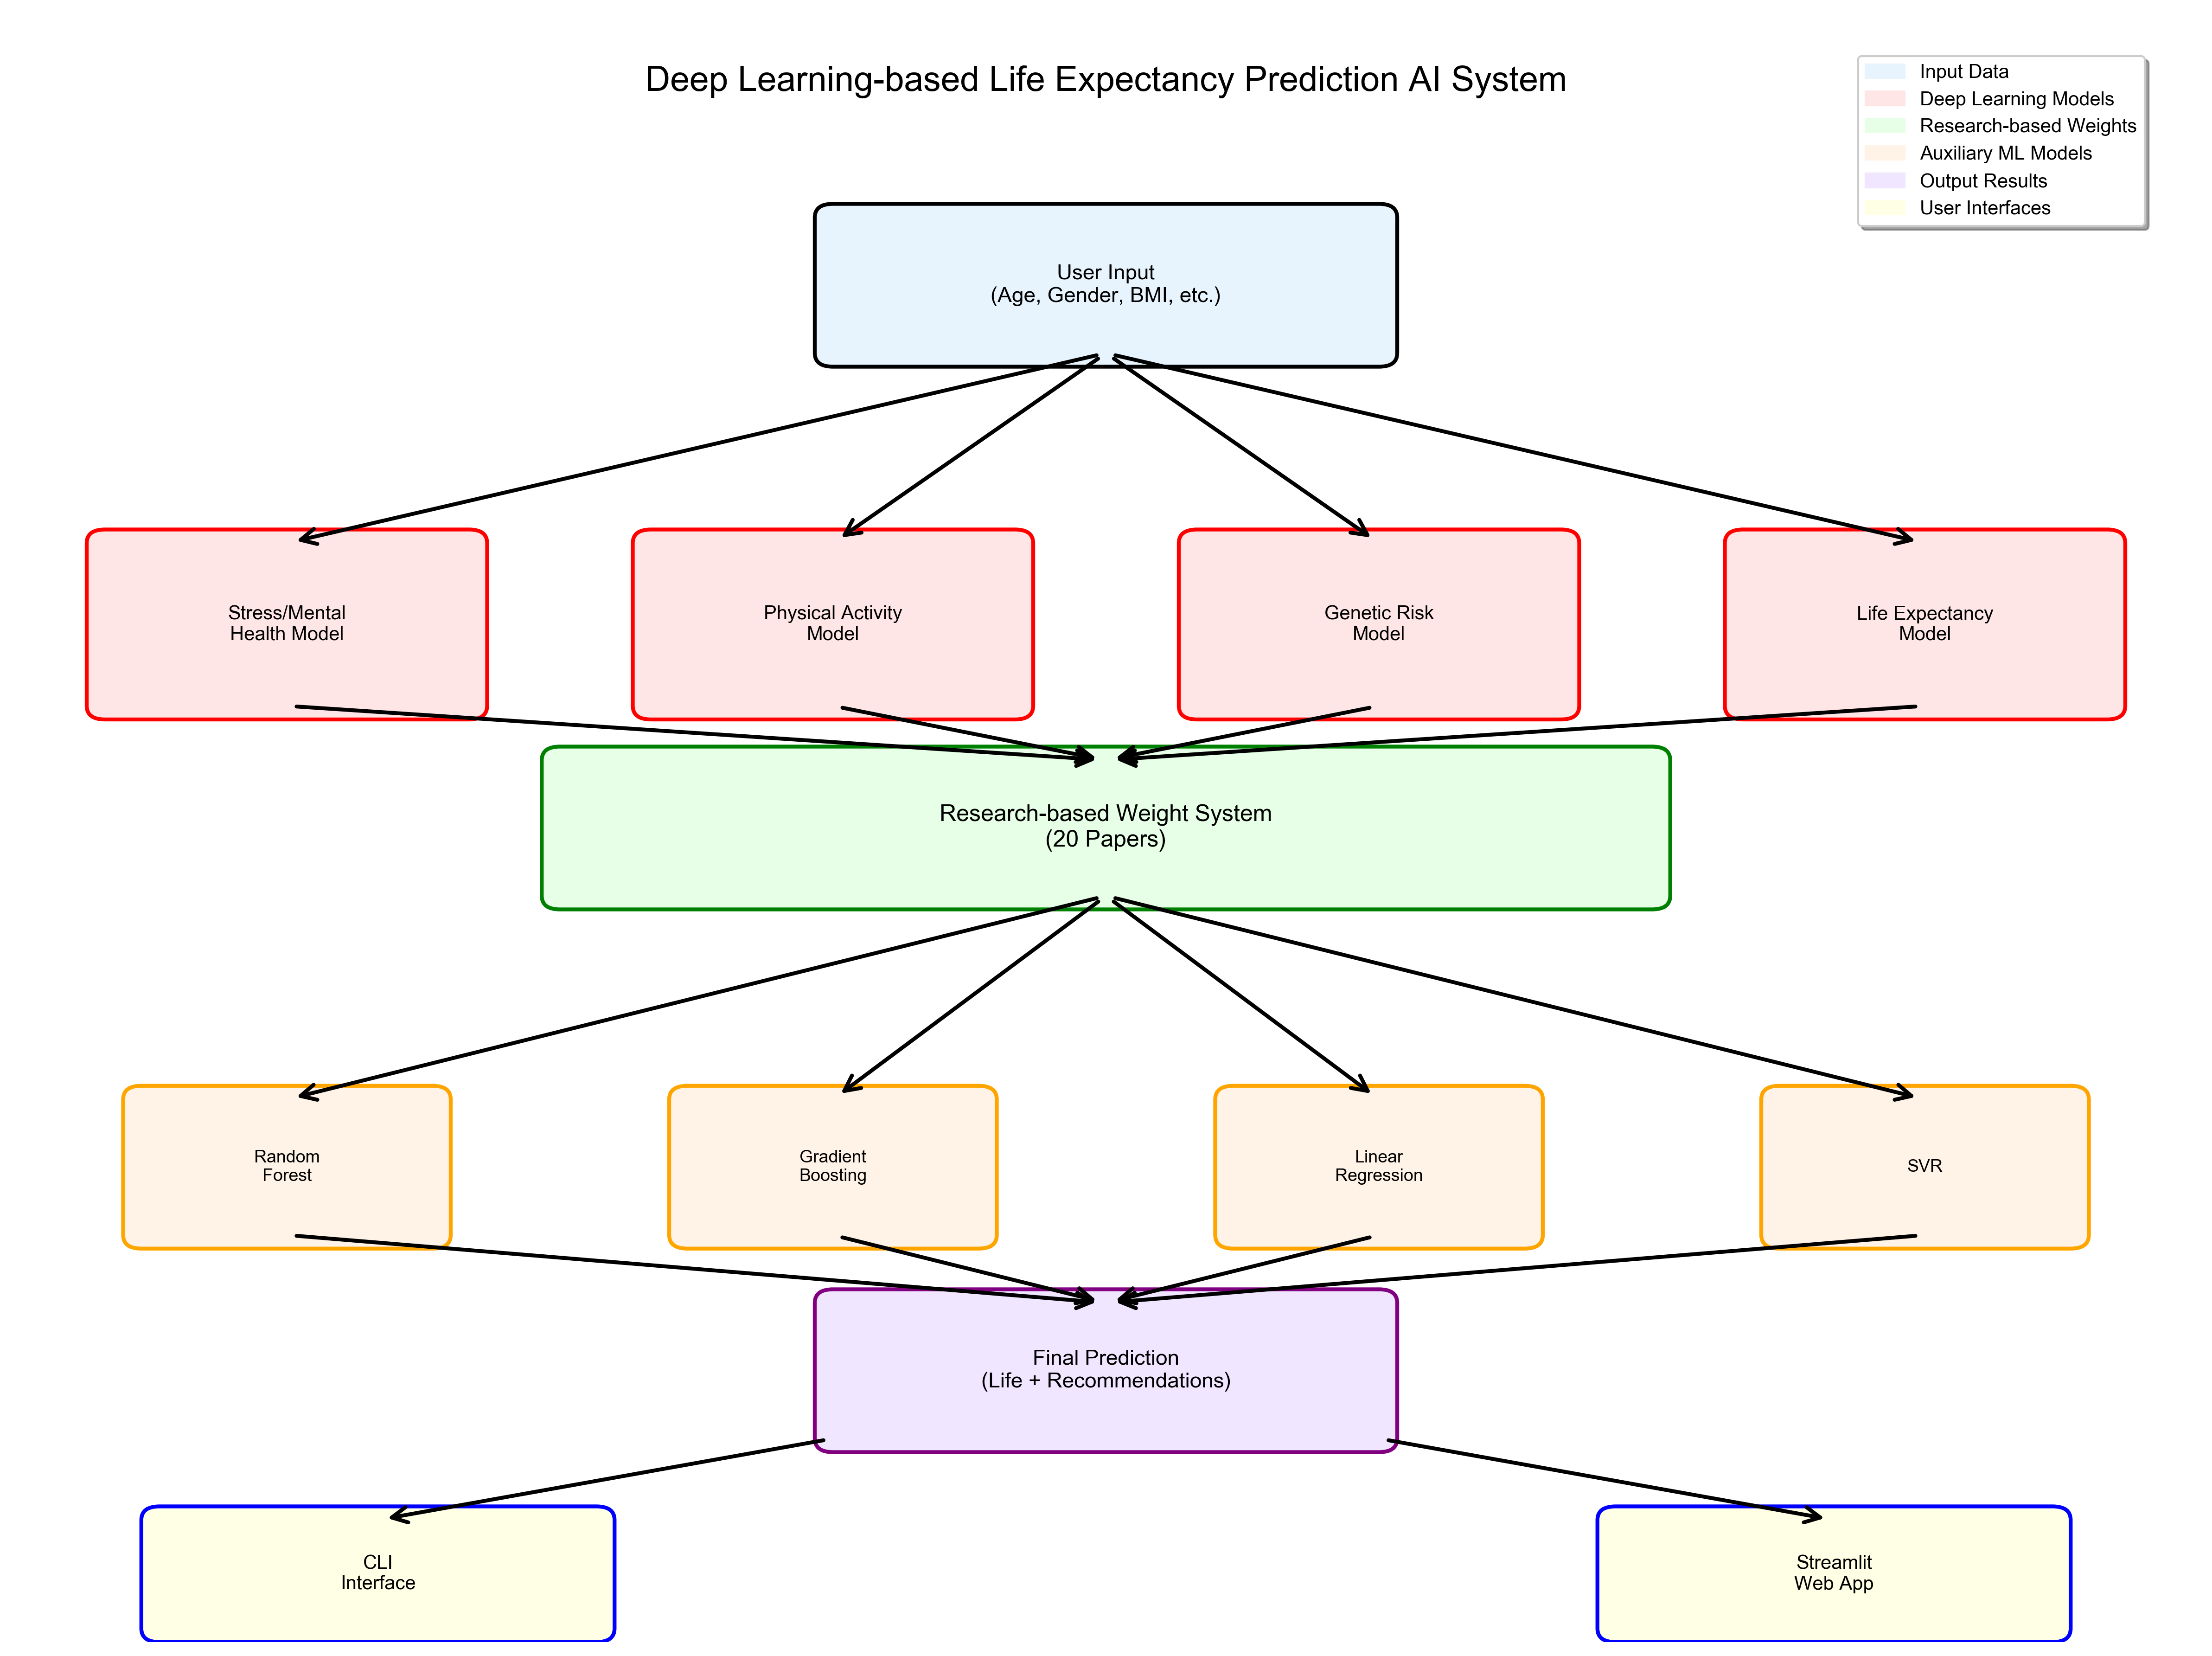 Deep Learning-based Life Expectancy Prediction AI System
Input Data
Deep Learning Models
Research-based Weights
Auxiliary ML Models
Output Results
User Interfaces
User Input
(Age, Gender, BMI, etc.)
Stress/Mental
Health Model
Physical Activity
Model
Genetic Risk
Model
Life Expectancy
Model
Research-based Weight System
(20 Papers)
Random
Forest
Gradient
Boosting
Linear
Regression
SVR
Final Prediction
(Life + Recommendations)
CLI
Interface
Streamlit
Web App